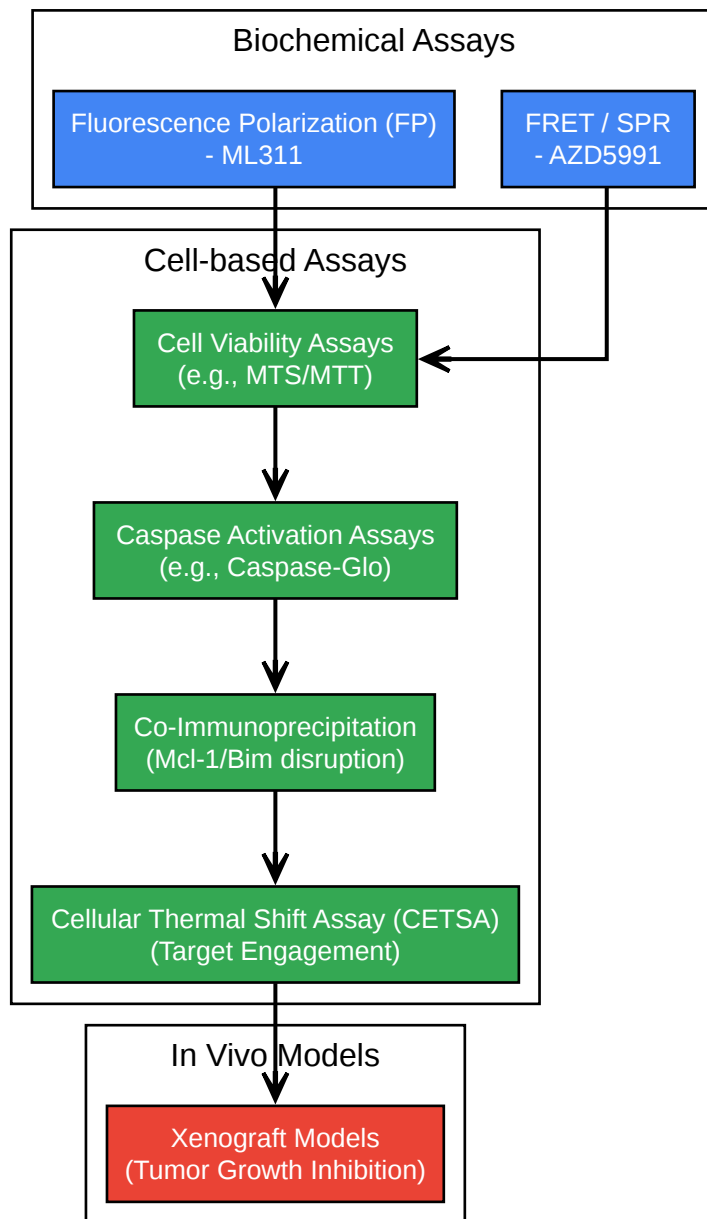 Biochemical Assays
Fluorescence Polarization (FP)
- ML311
FRET / SPR
- AZD5991
Cell-based Assays
Cell Viability Assays
(e.g., MTS/MTT)
Caspase Activation Assays
(e.g., Caspase-Glo)
Co-Immunoprecipitation
(Mcl-1/Bim disruption)
Cellular Thermal Shift Assay (CETSA)
(Target Engagement)
In Vivo Models
Xenograft Models
(Tumor Growth Inhibition)